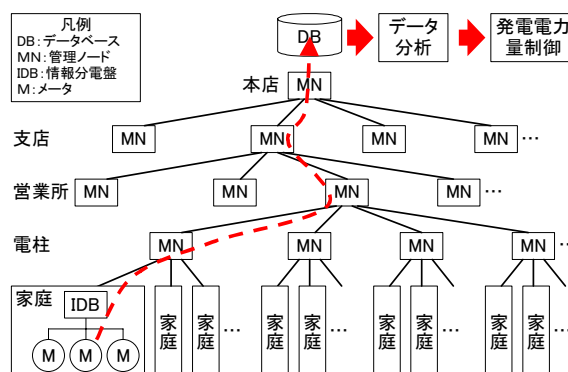 凡例
DB:データベース
MN:管理ノード
IDB:情報分電盤
M:メータ
DB
データ
分析
発電電力
量制御
本店 MN
支店 MN MN MN MN …
営業所 MN MN MN MN …
電柱 MN MN MN MN …
家庭 IDB
M M M
家庭 家庭 … 家庭 家庭 … 家庭 家庭 … 家庭 家庭 …